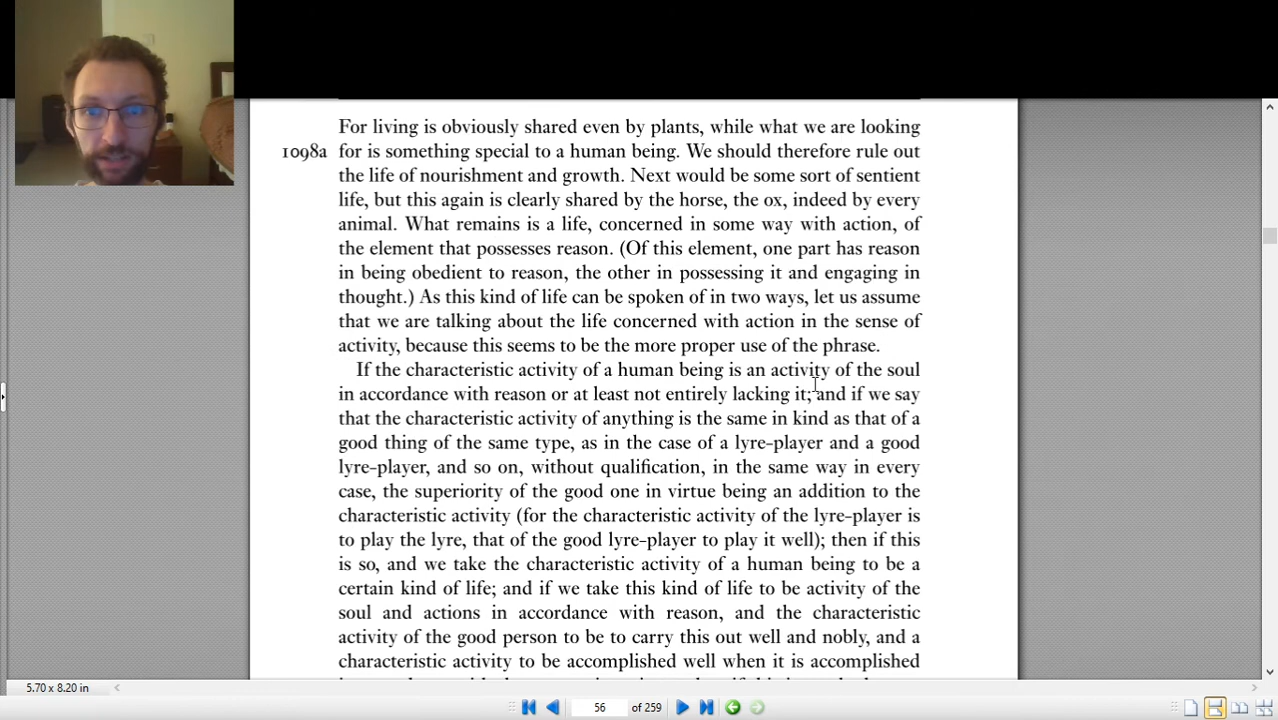 For living is obviously shared even by plants, while what we are looking
1098a for is something special to a human being. We should therefore rule out
the life of nourishment and growth. Next would be some sort of sentient
life, but this again is clearly shared by the horse, the ox, indeed by every
animal. What remains is a life, concerned in some way with action, of
the element that possesses reason. (Of this element, one part has reason
in being obedient to reason, the other in possessing it and engaging in
thought.) As this kind of life can be spoken of in two ways, let us assume
that we are talking about the life concerned with action in the sense of
activity, because this seems to be the more proper use of the phrase.
If the characteristic activity of a human being is an activity of the soul
in accordance with reason or at least not entirely lacking it; and if we say
that the characteristic activity of anything is the same in kind as that of a
good thing of the same type, as in the case of a lyre-player and a good
lyre-player, and so on, without qualification, in the same way in every
case, the superiority of the good one in virtue being an addition to the
characteristic activity (for the characteristic activity of the lyre-player is
to play the lyre, that of the good lyre-player to play it well); then if this
is so, and we take the characteristic activity of a human being to be a
certain kind of life; and if we take this kind of life to be activity of the
soul and actions in accordance with reason, and the characteristic
activity of the good person to be to carry this out well and nobly, and a
characteristic activity to be accomplished well when it is accomplished
5.70 x 8.20 in
56 of 259